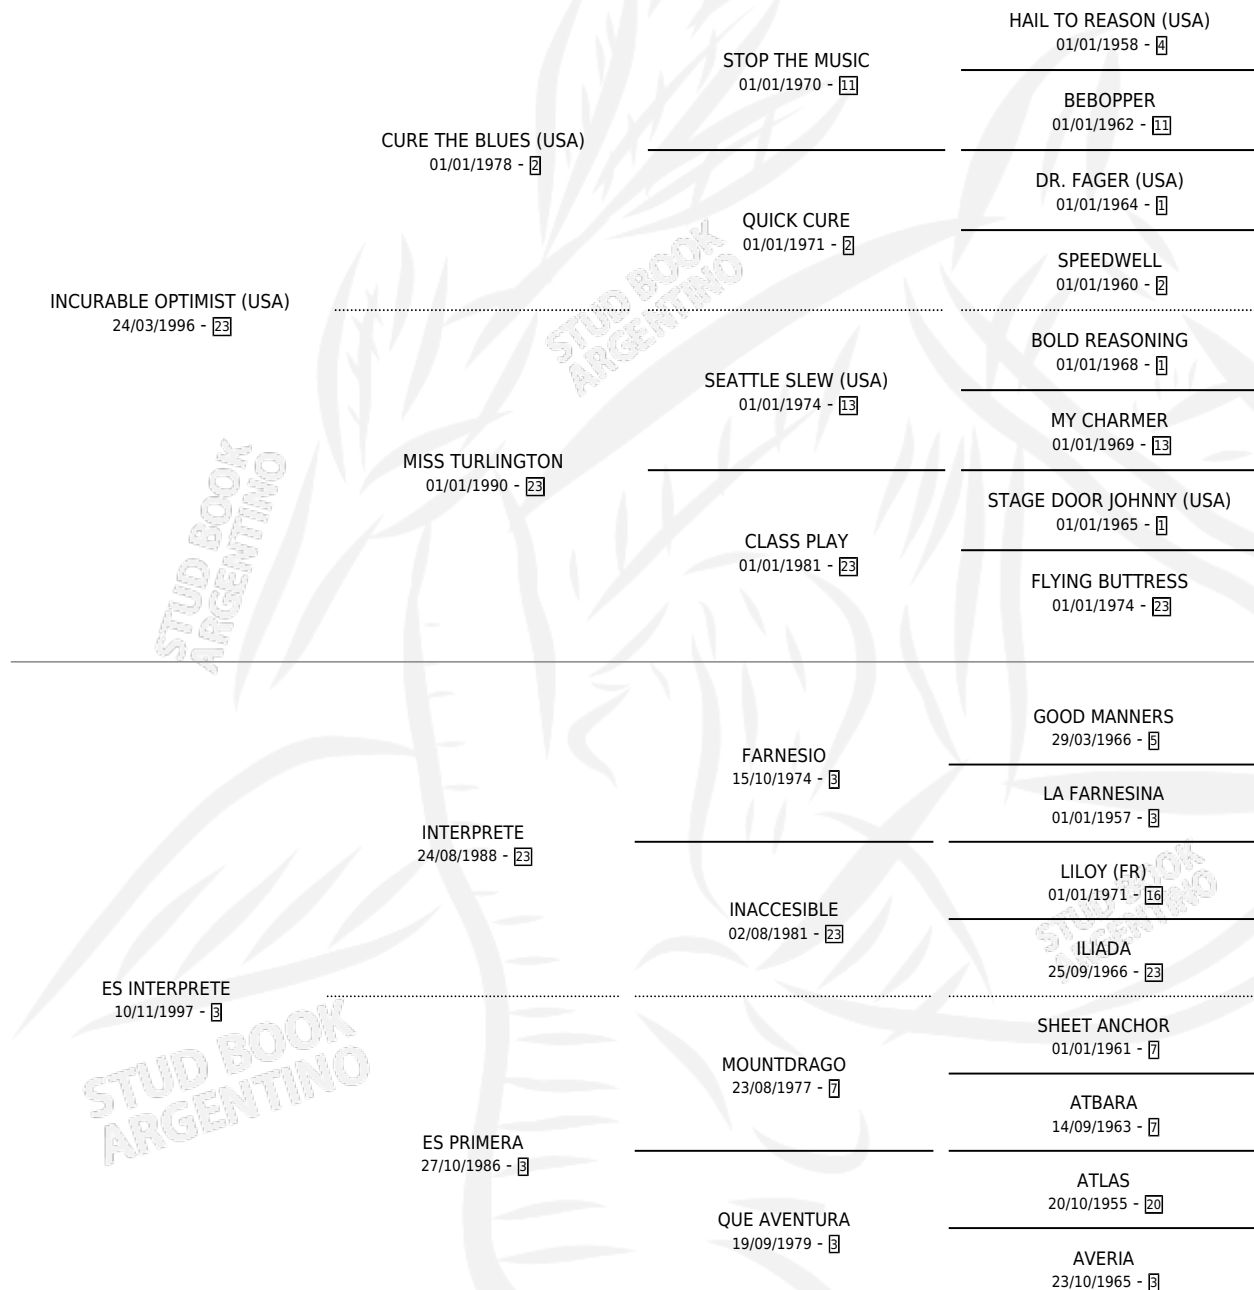 HAIL TO REASON (USA)
01/01/1958 - 4
STOP THE MUSIC
01/01/1970 - 11
BEBOPPER
01/01/1962 - 11
CURE THE BLUES (USA)
01/01/1978 - 2
DR. FAGER (USA)
01/01/1964 - 1
QUICK CURE
01/01/1971 - 2
SPEEDWELL
01/01/1960 - 2
INCURABLE OPTIMIST (USA)
24/03/1996 - 23
BOLD REASONING
01/01/1968 - 1
SEATTLE SLEW (USA)
01/01/1974 - 13
MY CHARMER
01/01/1969 - 13
MISS TURLINGTON
01/01/1990 - 23
STAGE DOOR JOHNNY (USA)
01/01/1965 - 1
CLASS PLAY
01/01/1981 - 23
FLYING BUTTRESS
01/01/1974 - 23
GOOD MANNERS
29/03/1966 - 5
FARNESIO
15/10/1974 - 3
LA FARNESINA
01/01/1957 - 3
INTERPRETE
24/08/1988 - 23
LILOY (FR)
01/01/1971 - 16
INACCESIBLE
02/08/1981 - 23
ILIADA
25/09/1966 - 23
ES INTERPRETE
10/11/1997 - 3
SHEET ANCHOR
01/01/1961 - 7
MOUNTDRAGO
23/08/1977 - 7
ATBARA
14/09/1963 - 7
ES PRIMERA
27/10/1986 - 3
ATLAS
20/10/1955 - 20
QUE AVENTURA
19/09/1979 - 3
AVERIA
23/10/1965 - 3
STUD BOOK
ARGENTINO
STUD BOOK
ARGENTINO
STUD BOOK
ARGENTINO
STUD BOOK
ARGENTINO